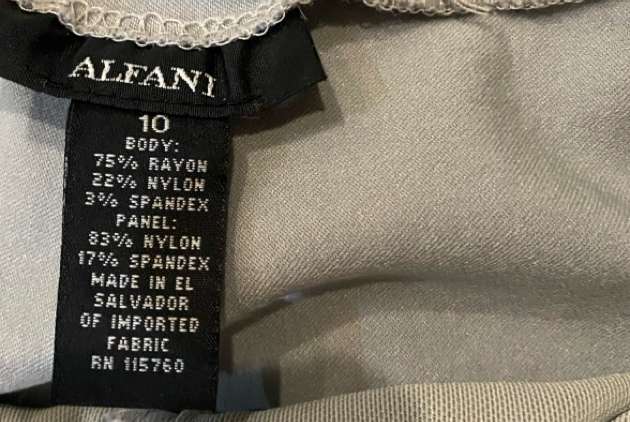 ALFANI
10
BODY:
75% RAYON
22% NYLON
3% SPANDEX
PANEL:
83% NYLON
17% SPANDEX
MADE IN EL
SALVADOR
OF IMPORTED
FABRIC
RN 115760